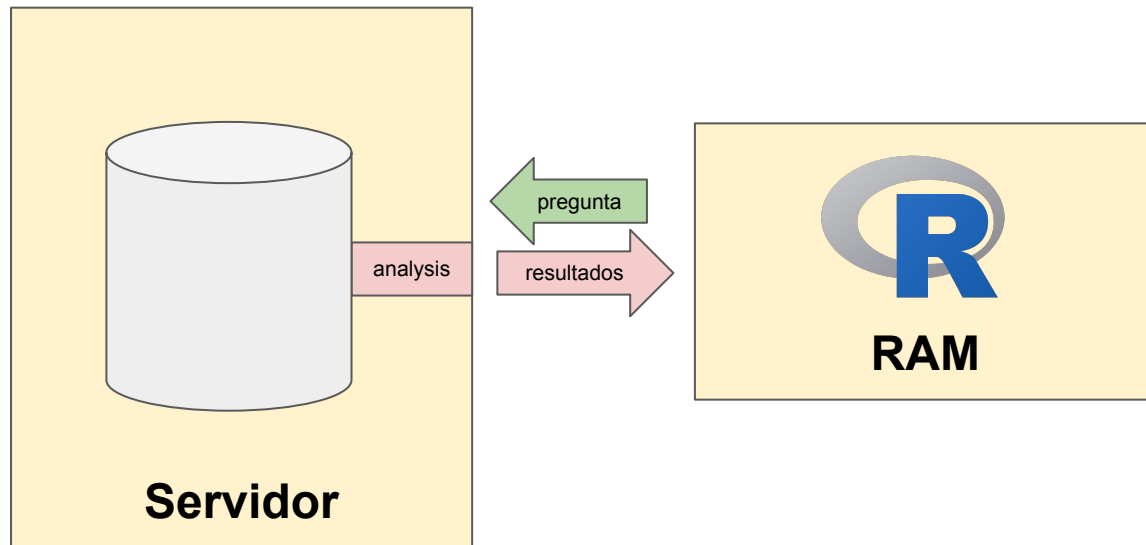 pregunta
analysis
resultados
R
RAM
Servidor